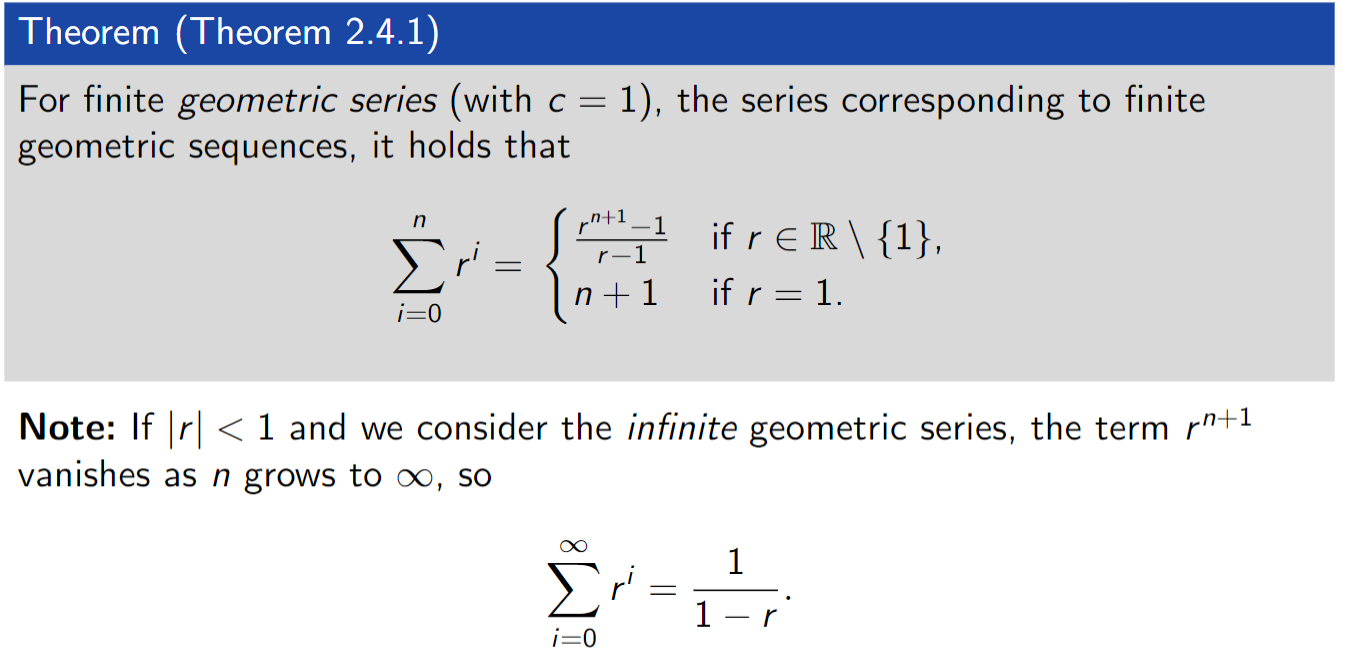 Theorem (Theorem 2.4.1)
For finite geometric series (with c = 1), the series corresponding to finite
geometric sequences, it holds that
\sum_{i=0}^{n} r^i = \begin{cases} \frac{r^{n+1}-1}{r-1} & \text{if } r \in \mathbb{R} \setminus \{1\}, \\ n+1 & \text{if } r = 1. \end{cases}
Note: If |r| < 1 and we consider the infinite geometric series, the term r^{n+1}
vanishes as n grows to ∞, so
\sum_{i=0}^{\infty} r^i = \frac{1}{1-r}.